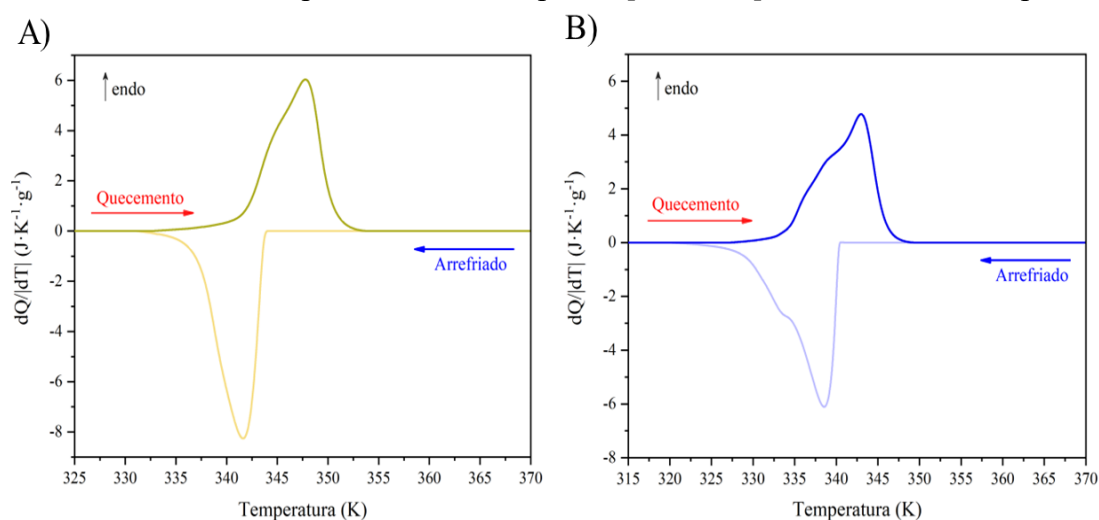 A)
endo
Quecemento
Arrefriado
dQ/|dT| (J·K⁻¹·g⁻¹)
6
4
2
0
-2
-4
-6
-8
325 330 335 340 345 350 355 360 365 370
Temperatura (K)
B)
endo
Quecemento
Arrefriado
dQ/|dT| (J·K⁻¹·g⁻¹)
6
4
2
0
-2
-4
-6
-8
315 320 325 330 335 340 345 350 355 360 365 370
Temperatura (K)